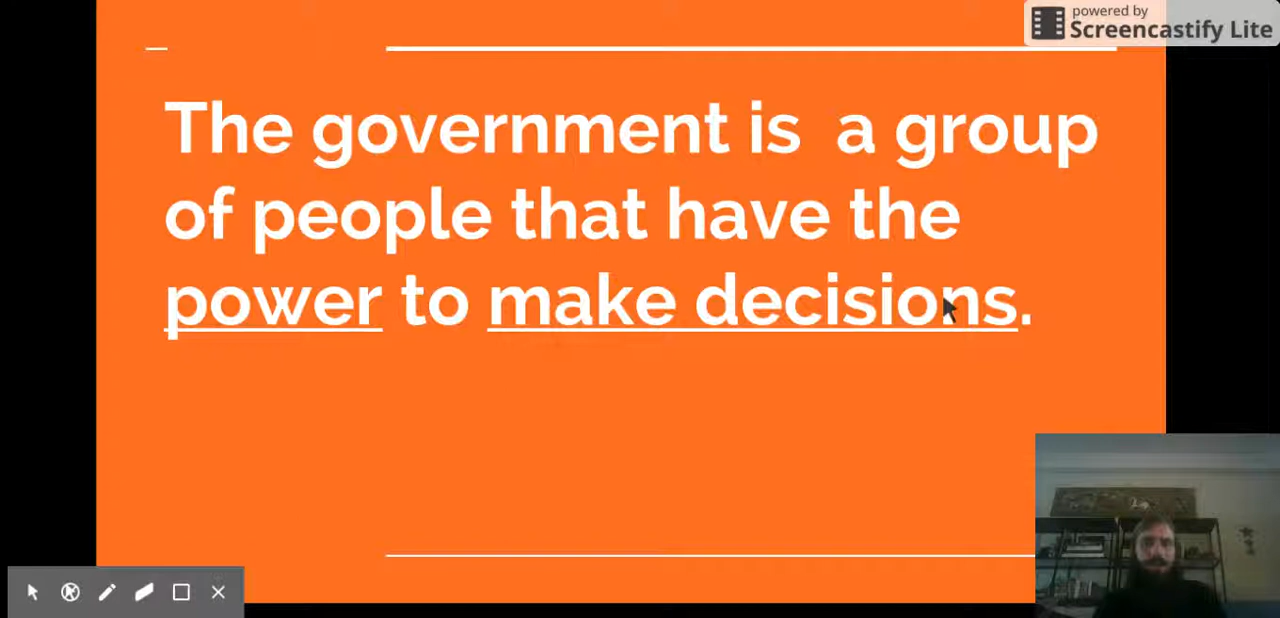 powered by
Screencastify Lite
The government is a group
of people that have the
power to make decisions.